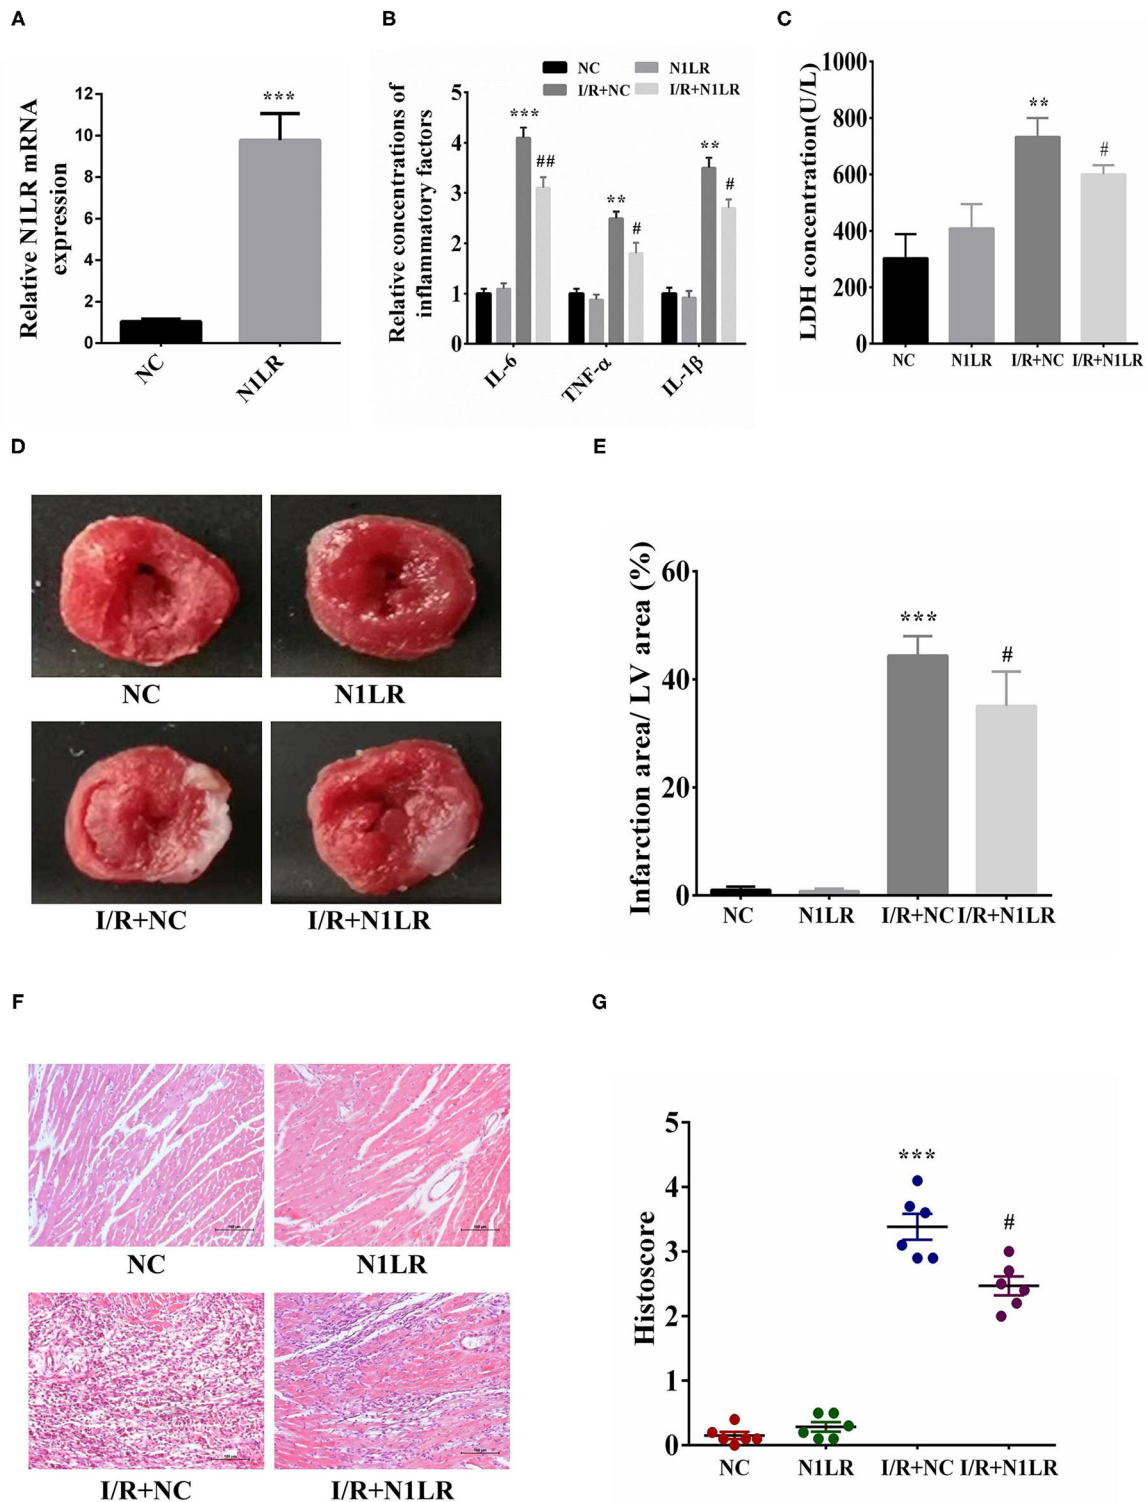 A
Relative N1LR mRNA
expression
12
10
8
6
4
2
0
***
NC
N1LR
B
NC
N1LR
I/R+NC
I/R+N1LR
Relative concentrations of
inflammatory factors
5
4
3
2
1
0
***
##
**
#
**
#
IL-6
TNF-α
IL-1β
C
LDH concentration(U/L)
1000
800
600
400
200
0
**
#
NC
N1LR
I/R+NC
I/R+N1LR
D
NC
N1LR
I/R+NC
I/R+N1LR
E
Infarction area/ LV area (%)
60
40
20
0
***
#
NC
N1LR
I/R+NC
I/R+N1LR
F
NC
N1LR
I/R+NC
I/R+N1LR
G
Histoscore
5
4
3
2
1
0
***
#
NC
N1LR
I/R+NC
I/R+N1LR